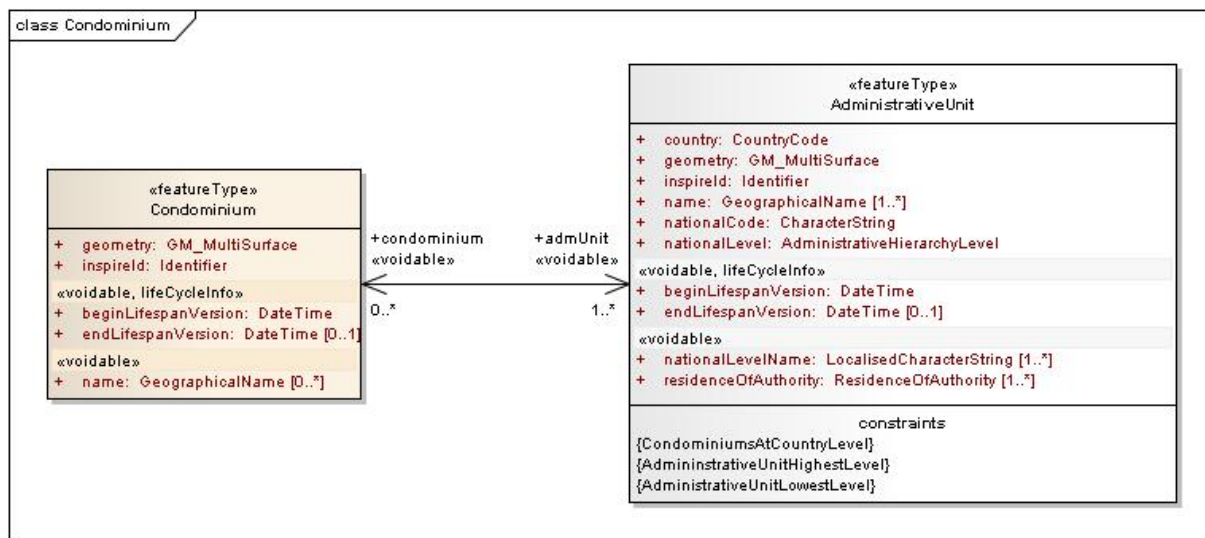 class Condominium
«featureType»
AdministrativeUnit
+ country: CountryCode
+ geometry: GM_MultiSurface
+ inspireId: Identifier
+ name: GeographicalName [1..*]
+ nationalCode: CharacterString
+ nationalLevel: AdministrativeHierarchyLevel
«voidable, lifeCycleInfo»
+ beginLifespanVersion: DateTime
+ endLifespanVersion: DateTime [0..1]
«voidable»
+ nationalLevelName: LocalisedCharacterString [1..*]
+ residenceOfAuthority: ResidenceOfAuthority [1..*]
constraints
{CondominiumsAtCountryLevel}
{AdmininstrativeUnitHighestLevel}
{AdministrativeUnitLowestLevel}
«featureType»
Condominium
+ geometry: GM_MultiSurface
+ inspireId: Identifier
«voidable, lifeCycleInfo»
+ beginLifespanVersion: DateTime
+ endLifespanVersion: DateTime [0..1]
«voidable»
+ name: GeographicalName [0..*]
+condominium
«voidable»
0..*
+admUnit
«voidable»
1..*